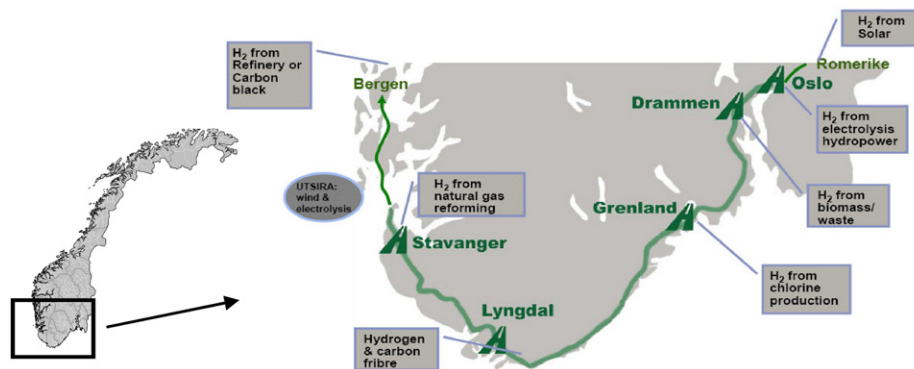 H2 from
Refinery or
Carbon
black
Bergen
UTSIRA:
wind &
electrolysis
H2 from
natural gas
reforming
Stavanger
Lyngdal
Hydrogen
& carbon
fribre
Grenland
H2 from
chlorine
production
Drammen
H2 from
biomass/
waste
Oslo
H2 from
electrolysis
hydropower
Romerike
H2 from
Solar